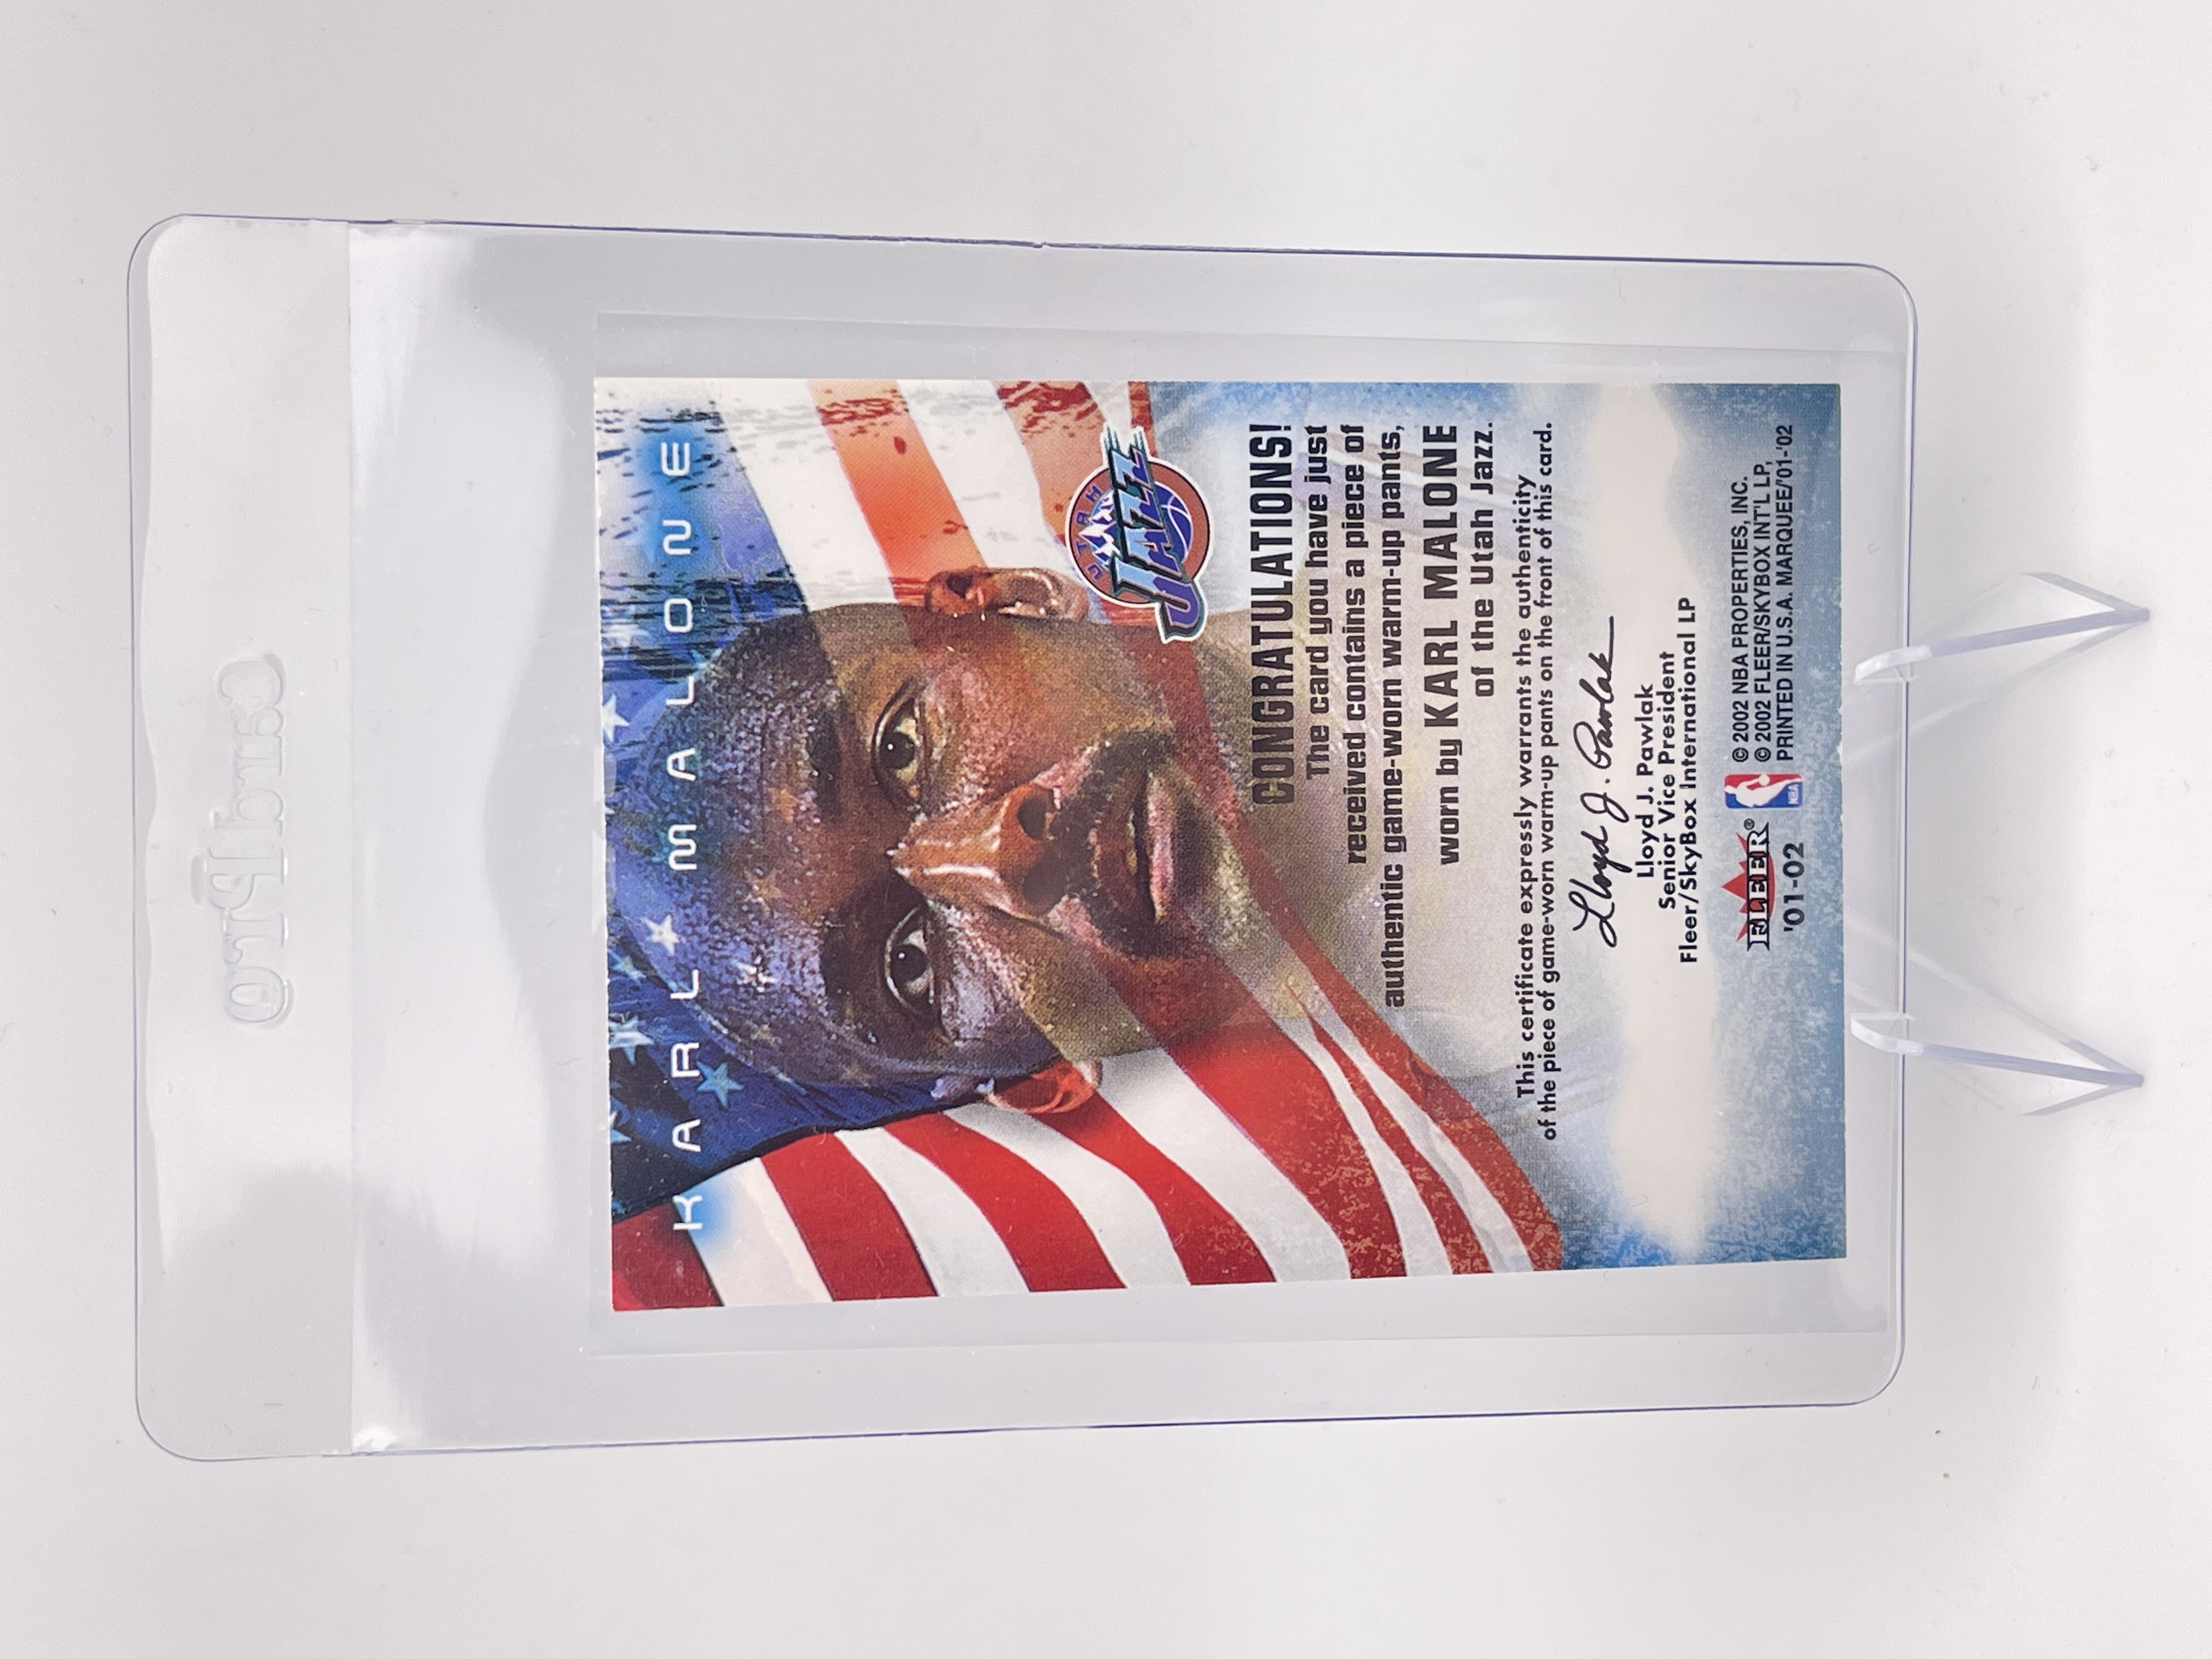 CardPro
KARL MALONE
UTAH
JAZZ
CONGRATULATIONS!
The card you have just
received contains a piece of
authentic game-worn warm-up pants,
worn by KARL MALONE
of the Utah Jazz.
This certificate expressly warrants the authenticity
of the piece of game-worn warm-up pants on the front of this card.
Lloyd J. Pawlak
Lloyd J. Pawlak
Senior Vice President
Fleer/SkyBox International LP
FLEER®
'01-02
NBA
© 2002 NBA PROPERTIES, INC.
© 2002 FLEER/SKYBOX INT'L LP,
PRINTED IN U.S.A. MARQUEE/'01-'02